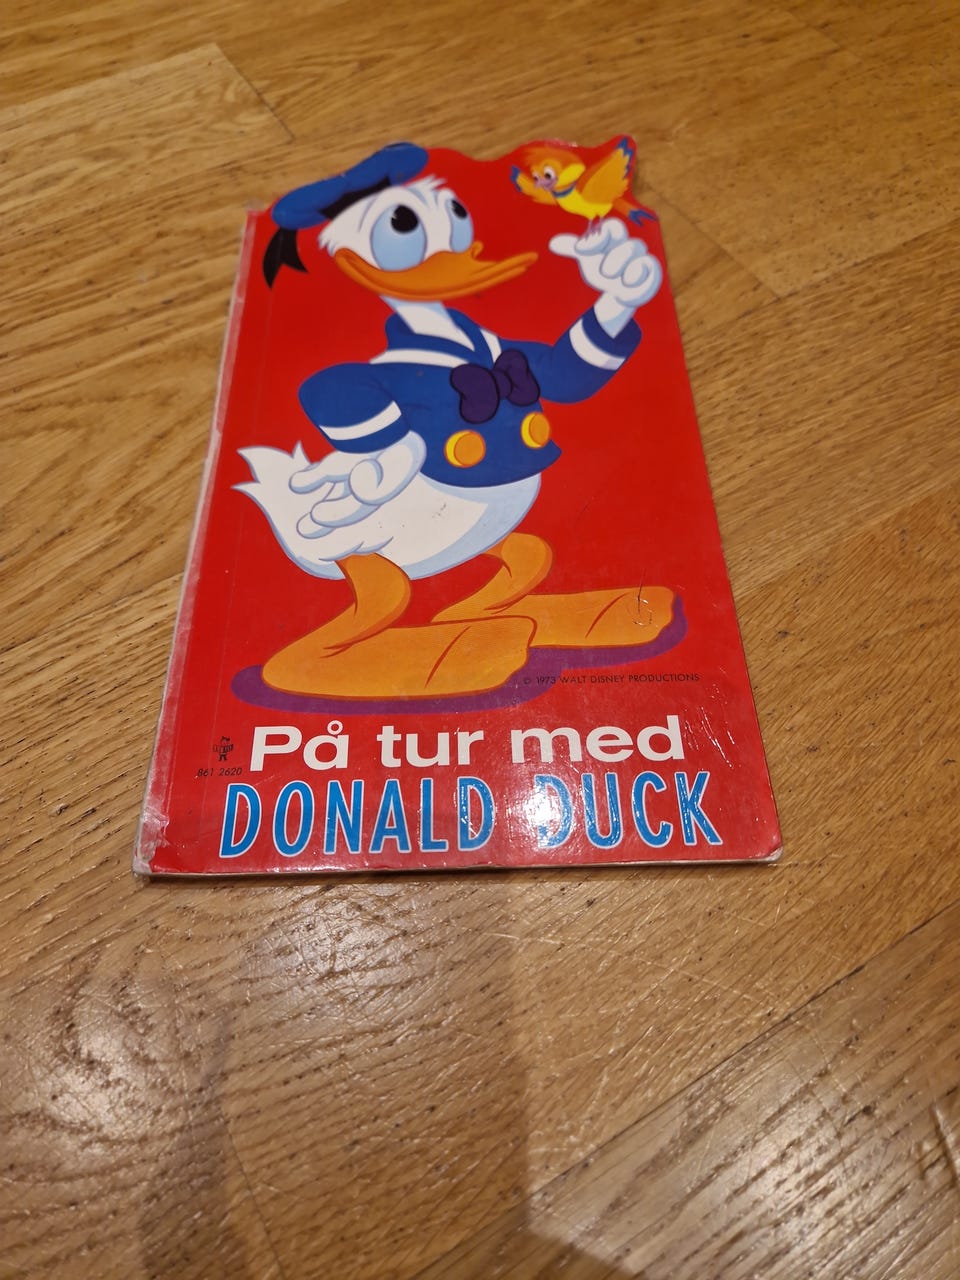 © 1973 WALT DISNEY PRODUCTIONS
På tur med
861 2620
DONALD DUCK